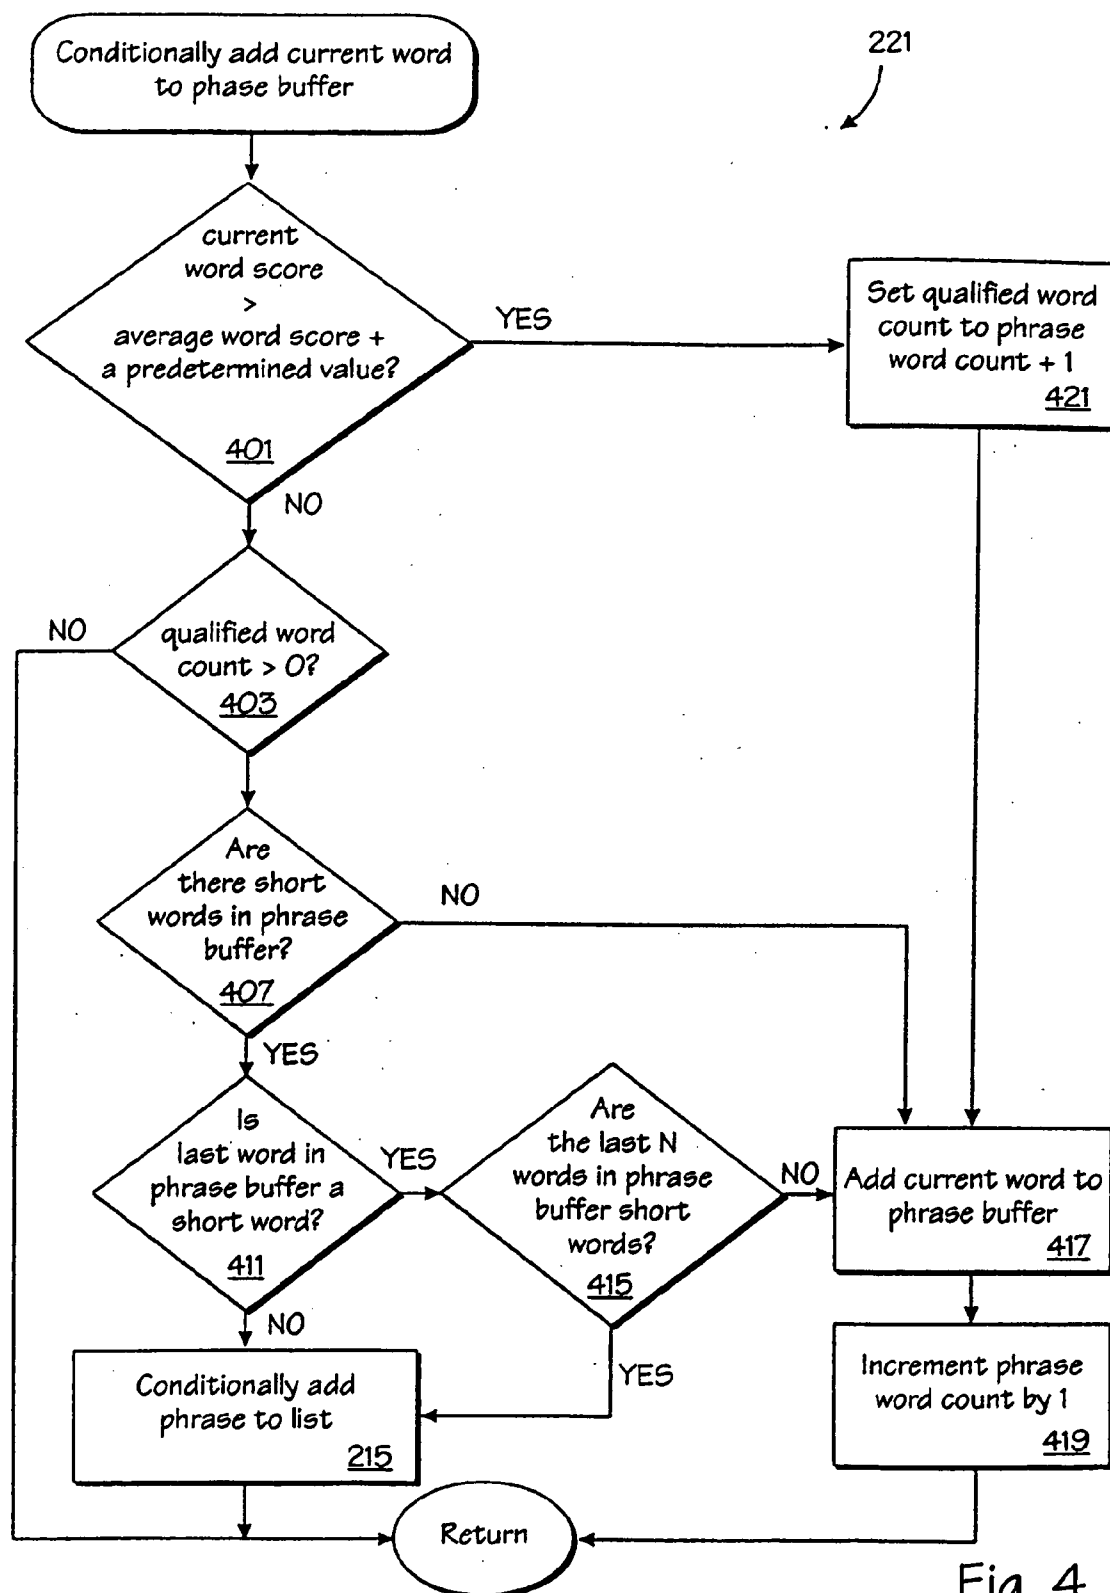 Conditionally add current word
to phase buffer
221
current
word score
>
average word score +
a predetermined value?
401
YES
Set qualified word
count to phrase
word count + 1
421
NO
NO
qualified word
count > 0?
403
Are
there short
words in phrase
buffer?
407
NO
YES
Is
last word in
phrase buffer a
short word?
411
YES
Are
the last N
words in phrase
buffer short
words?
415
NO
Add current word to
phrase buffer
417
NO
YES
Conditionally add
phrase to list
215
Increment phrase
word count by 1
419
Return
Fig. 4